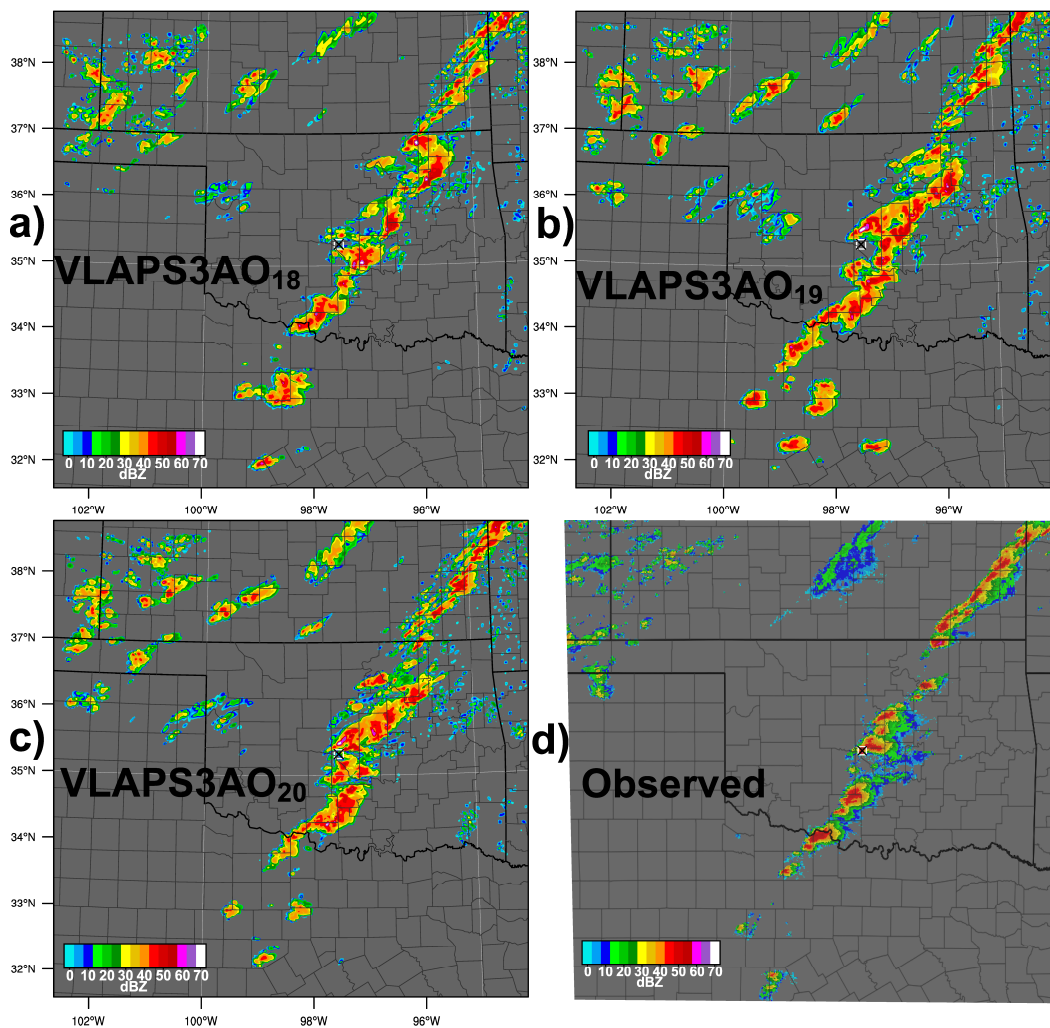 38°N
37°N
36°N
35°N
34°N
33°N
32°N
a)
VLAPS3AO18
0 10 20 30 40 50 60 70
dBZ
102°W 100°W 98°W 96°W
38°N
37°N
36°N
35°N
34°N
33°N
32°N
b)
VLAPS3AO19
0 10 20 30 40 50 60 70
dBZ
102°W 100°W 98°W 96°W
38°N
37°N
36°N
35°N
34°N
33°N
32°N
c)
VLAPS3AO20
0 10 20 30 40 50 60 70
dBZ
102°W 100°W 98°W 96°W
d)
Observed
0 10 20 30 40 50 60 70
dBZ